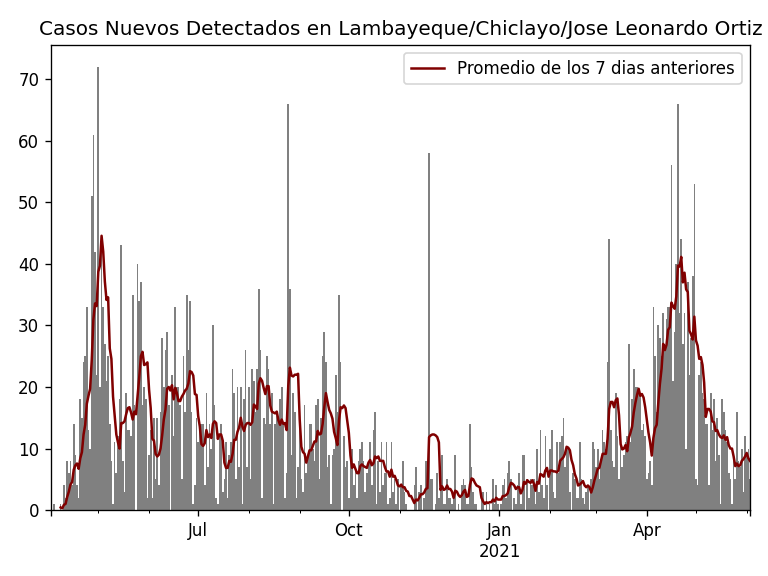 Casos Nuevos Detectados en Lambayeque/Chiclayo/Jose Leonardo Ortiz
Promedio de los 7 dias anteriores
70
60
50
40
30
20
10
0
Jul
Oct
Jan
Apr
2021